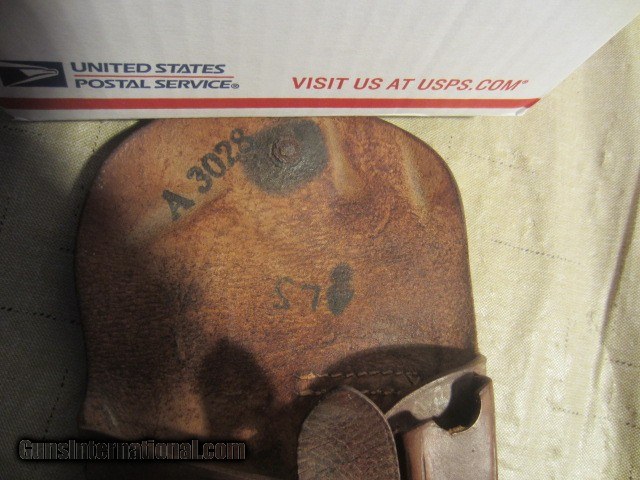 UNITED STATES
POSTAL SERVICE®
VISIT US AT USPS.COM®
A 3028
GunsInternational.com